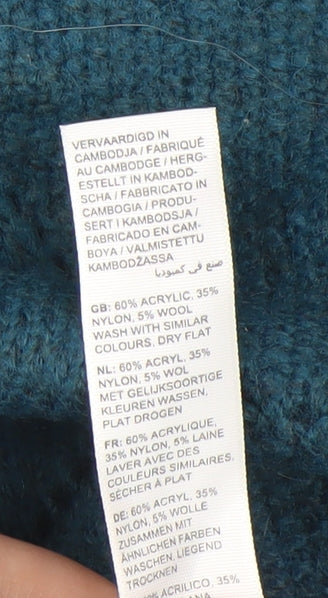 VERVAARDIGD IN
CAMBODJA / FABRIQUÉ
AU CAMBODGE / HERG-
ESTELLT IN KAMBOD-
SCHA / FABBRICATO IN
CAMBOGIA / PRODU-
SERT I KAMBODSJA /
FABRICADO EN CAM-
BOYA / VALMISTETTU
KAMBODŽASSA
صنع في كمبوديا
GB: 60% ACRYLIC, 35%
NYLON, 5% WOOL
WASH WITH SIMILAR
COLOURS, DRY FLAT
NL: 60% ACRYL, 35%
NYLON, 5% WOL
MET GELIJKSOORTIGE
KLEUREN WASSEN,
PLAT DROGEN
FR: 60% ACRYLIQUE,
35% NYLON, 5% LAINE
LAVER AVEC DES
COULEURS SIMILAIRES,
SÉCHER À PLAT
DE: 60% ACRYL, 35%
NYLON, 5% WOLLE
ZUSAMMEN MIT
ÄHNLICHEN FARBEN
WASCHEN, LIEGEND
TROCKNEN
ACRILICO, 35%